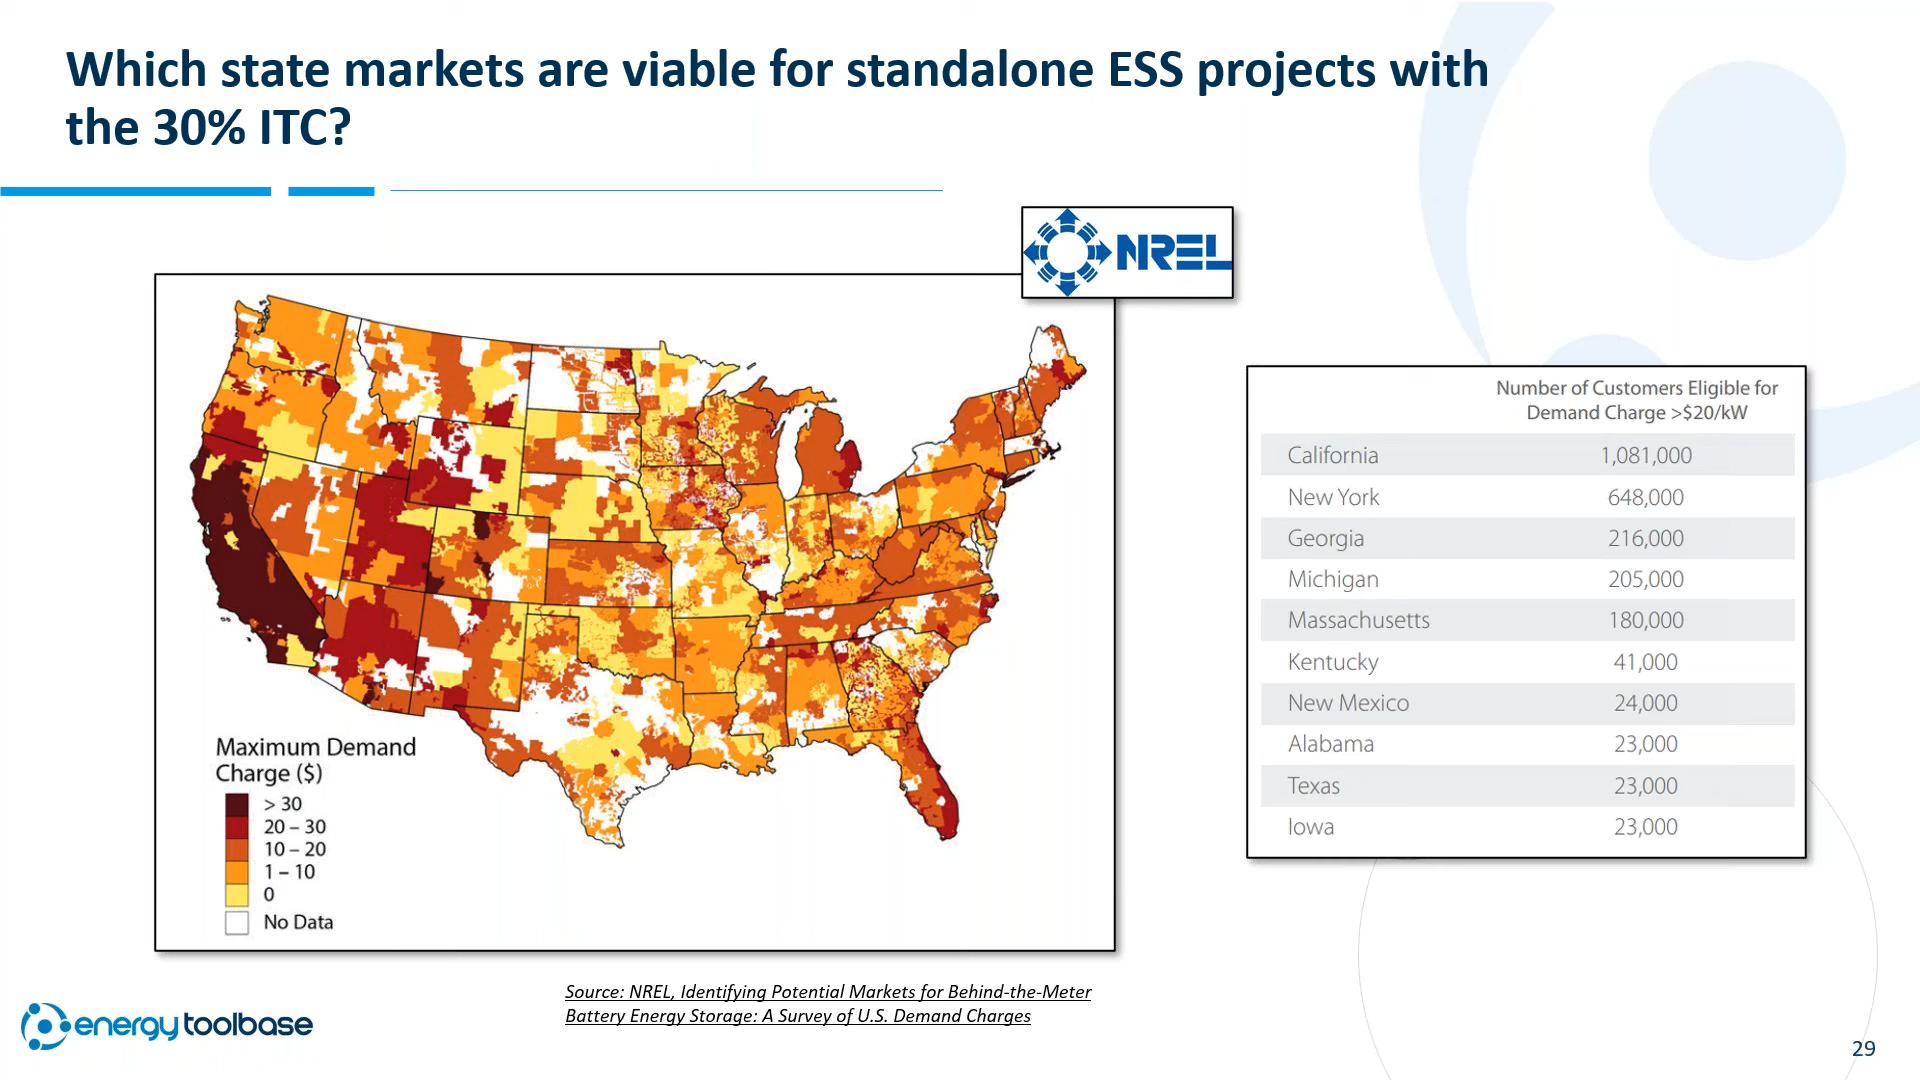 Which state markets are viable for standalone ESS projects with
the 30% ITC?
NREL
Maximum Demand
Charge ($)
> 30
20 – 30
10 – 20
1 – 10
0
No Data
Number of Customers Eligible for
Demand Charge >$20/kW
California 1,081,000
New York 648,000
Georgia 216,000
Michigan 205,000
Massachusetts 180,000
Kentucky 41,000
New Mexico 24,000
Alabama 23,000
Texas 23,000
Iowa 23,000
Source: NREL, Identifying Potential Markets for Behind-the-Meter
Battery Energy Storage: A Survey of U.S. Demand Charges
energy toolbase
29